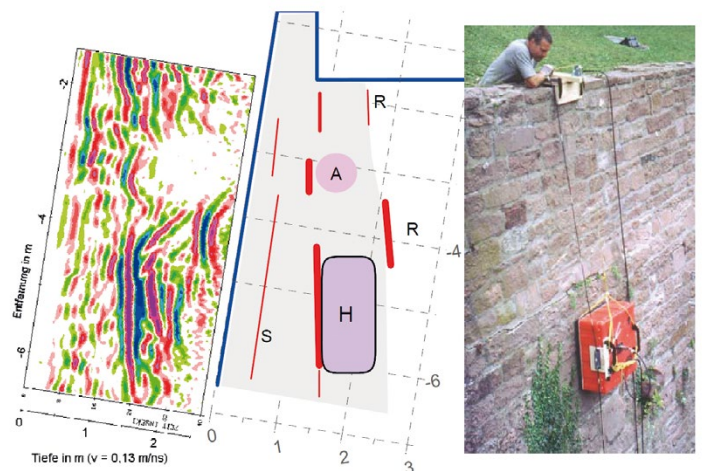 -2
-4
-6
Entfernung in m
0
1
2
Tiefe in m (v = 0,13 m/ns)
R
A
R
-4
H
S
-6
0
1
2
3